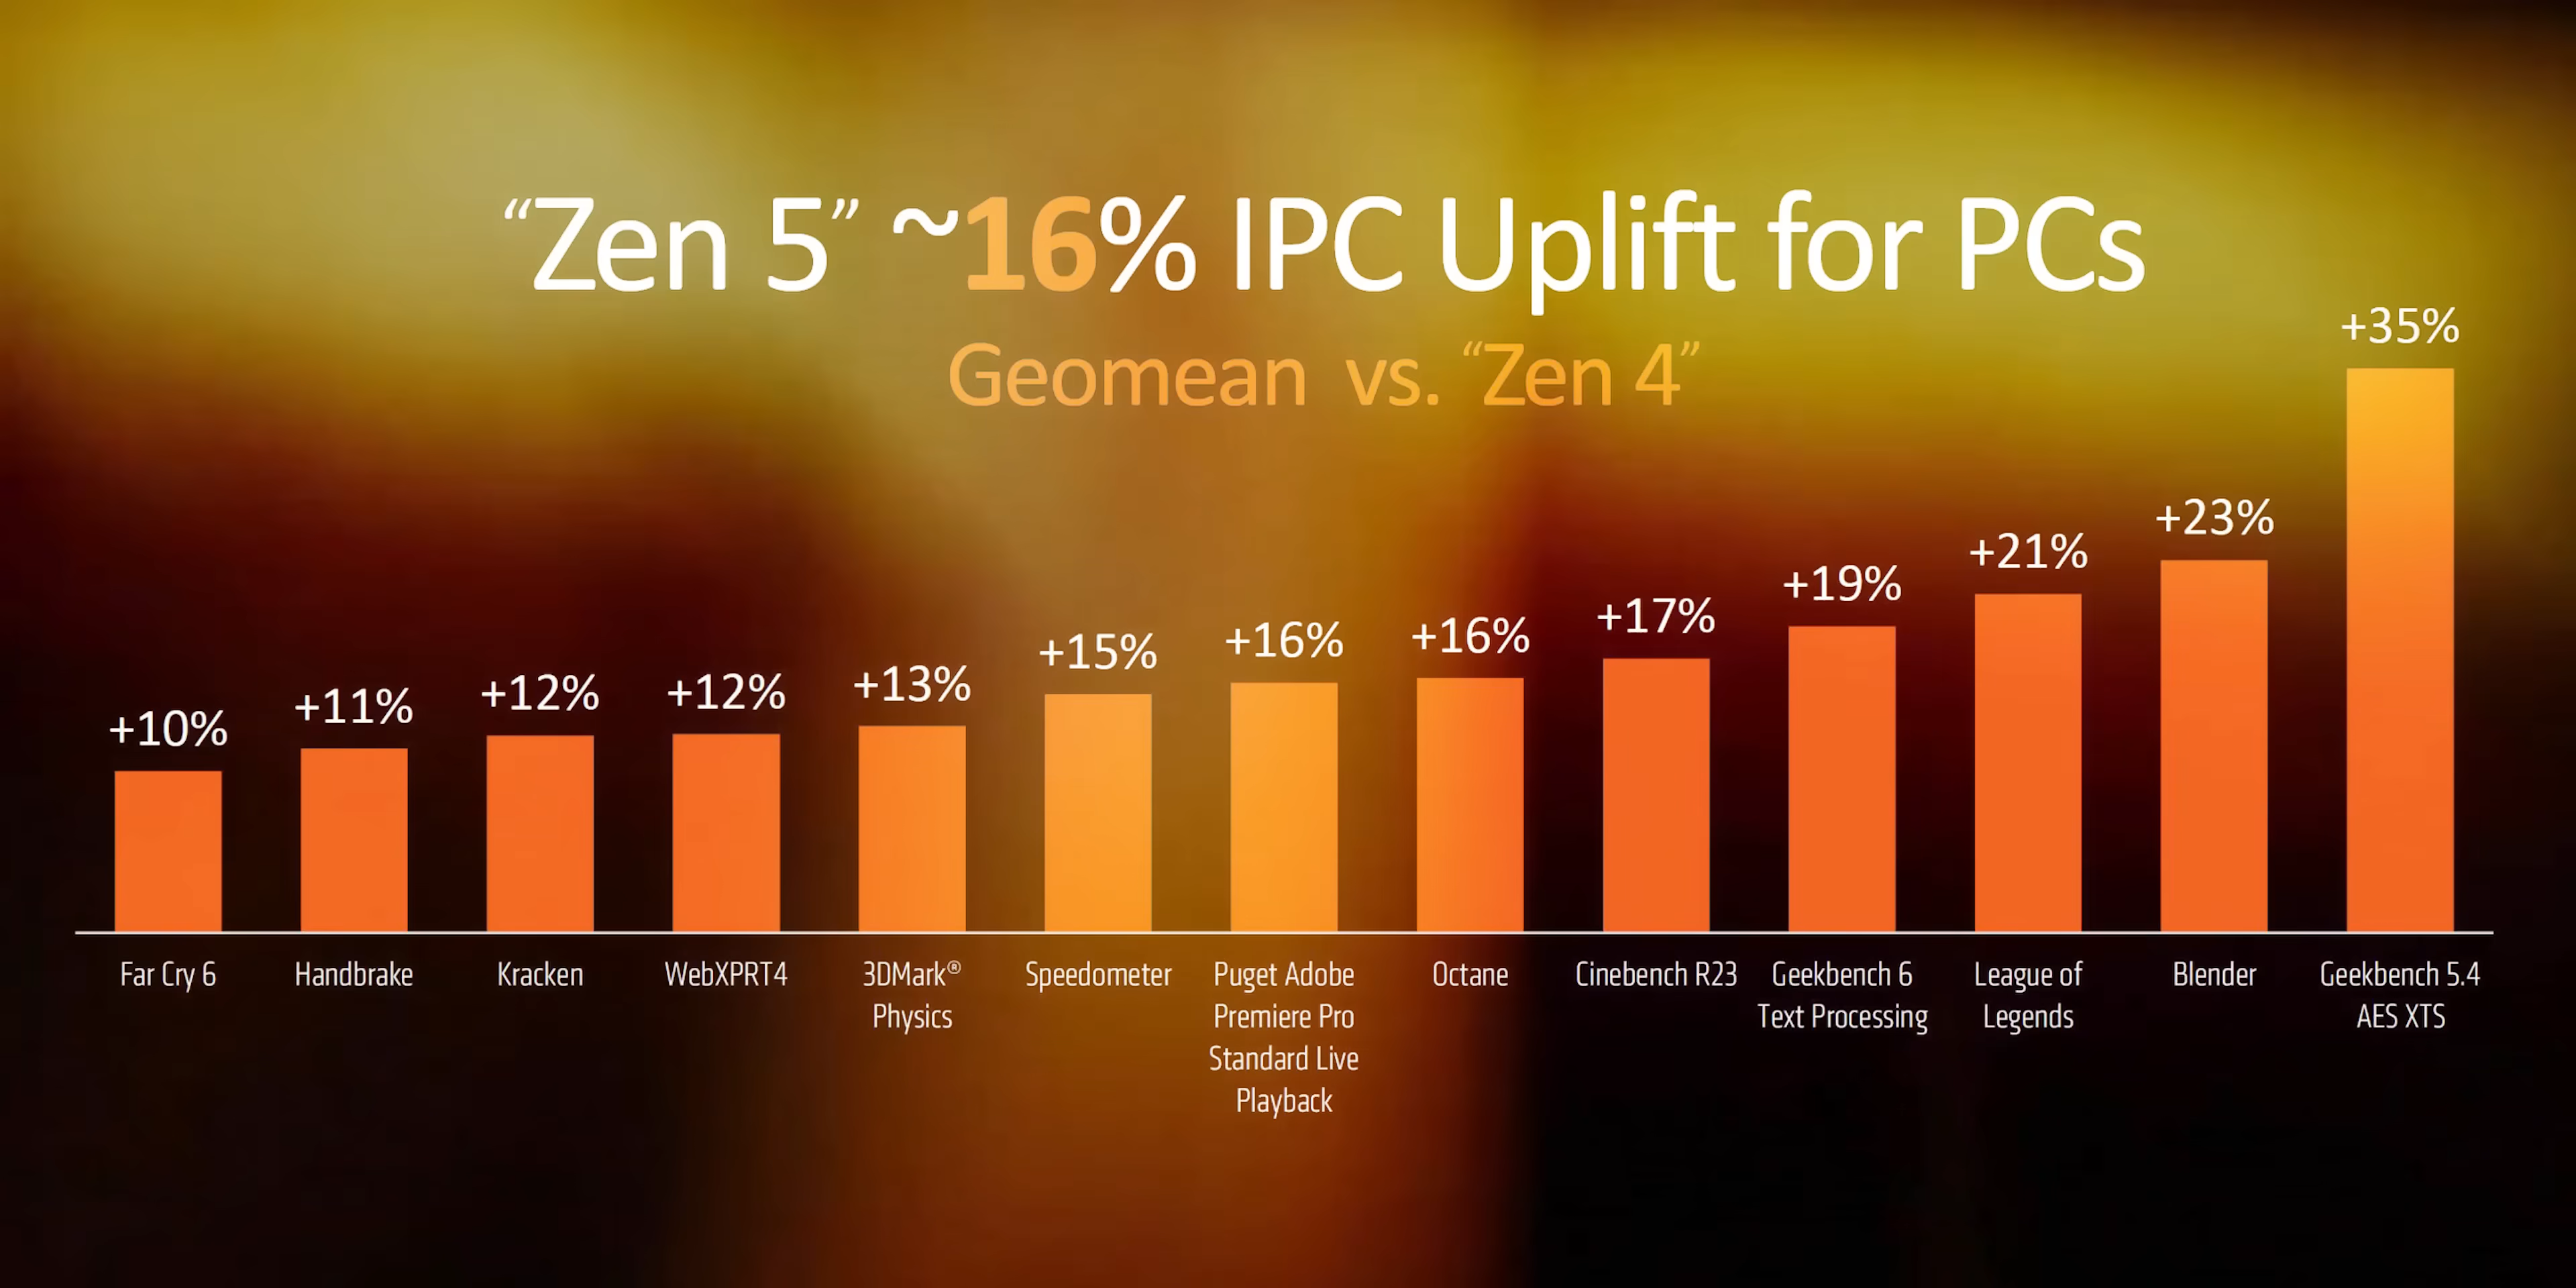 “Zen 5” ~16% IPC Uplift for PCs
Geomean vs. “Zen 4”
+10%
+11%
+12%
+12%
+13%
+15%
+16%
+16%
+17%
+19%
+21%
+23%
+35%
Far Cry 6
Handbrake
Kracken
WebXPRT4
3DMark®
Physics
Speedometer
Puget Adobe
Premiere Pro
Standard Live
Playback
Octane
Cinebench R23
Geekbench 6
Text Processing
League of
Legends
Blender
Geekbench 5.4
AES XTS